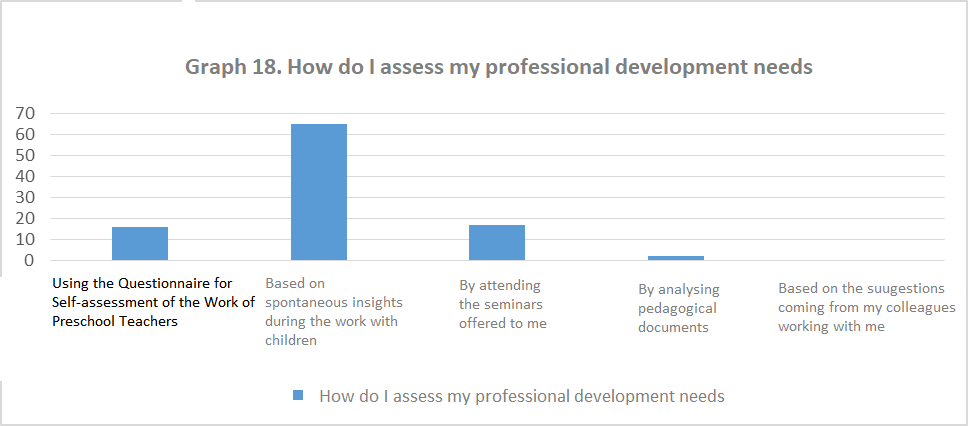 Graph 18. How do I assess my professional development needs
70
60
50
40
30
20
10
0
Using the Questionnaire for
Self-assessment of the Work of
Preschool Teachers
Based on
spontaneous insights
during the work with
children
By attending
the seminars
offered to me
By analysing
pedagogical
documents
Based on the suugestions
coming from my colleagues
working with me
How do I assess my professional development needs